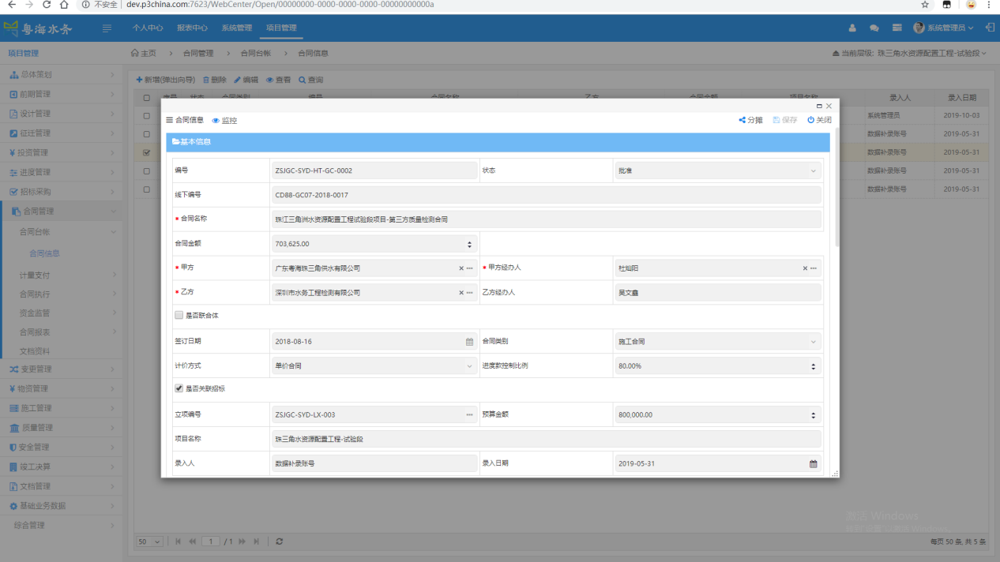 不安全 dev.p3china.com:7623/WebCenter/Open/00000000-0000-0000-0000-00000000000a
粤海水务 个人中心 报表中心 系统管理 项目管理 系统管理员
项目管理 主页 > 合同管理 > 合同台帐 > 合同信息 当前层级: 珠三角水资源配置工程-试验段
总体策划
前期管理
设计管理
征迁管理
投资管理
进度管理
招标采购
合同管理
合同台帐
合同信息
计量支付
合同执行
资金监管
合同报表
文档资料
变更管理
物资管理
施工管理
质量管理
安全管理
竣工决算
文档管理
基础业务数据
综合管理
新增(弹出向导) 删除 编辑 查看 查询
录入人 录入日期
系统管理员 2019-10-03
数据补录账号 2019-05-31
数据补录账号 2019-05-31
数据补录账号 2019-05-31
数据补录账号 2019-05-31
合同信息 监控 分摊 保存 关闭
基本信息
编号 ZSJGC-SYD-HT-GC-0002 状态 批准
线下编号 CD88-GC07-2018-0017
* 合同名称 珠江三角洲水资源配置工程试验段项目-第三方质量检测合同
合同金额 703,625.00
* 甲方 广东粤海珠三角供水有限公司 * 甲方经办人 杜灿阳
* 乙方 深圳市水务工程检测有限公司 乙方经办人 吴文鑫
是否联合体
签订日期 2018-08-16 合同类别 施工合同
计价方式 单价合同 进度款控制比例 80.00%
是否关联招标
立项编号 ZSJGC-SYD-LX-003 预算金额 800,000.00
项目名称 珠三角水资源配置工程-试验段
录入人 数据补录账号 录入日期 2019-05-31
激活 Windows
50 1 / 1 每页 50 条, 共 5 条